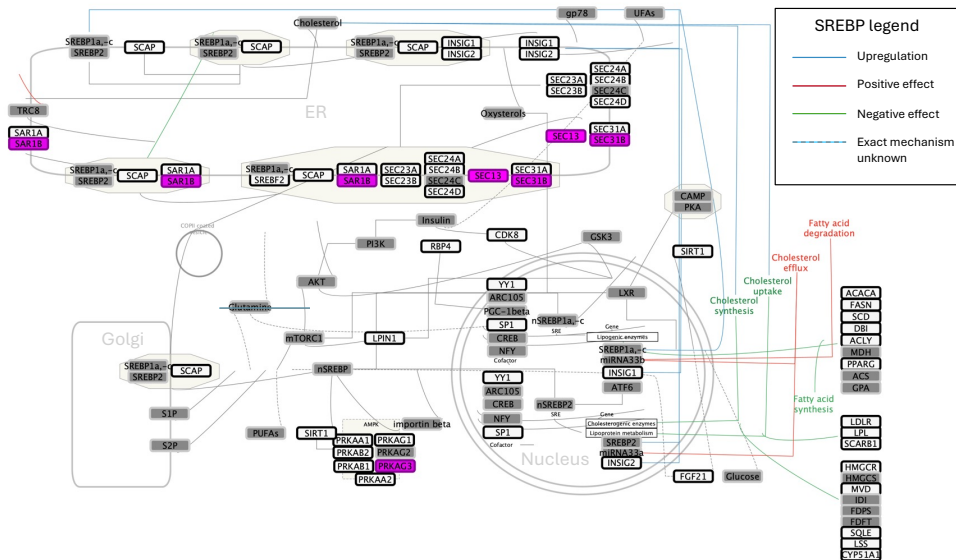 gp78
UFAs
Cholesterol
SREBP legend
Upregulation
Positive effect
Negative effect
Exact mechanism
unknown
SREBP1a,-c
SREBP2
SCAP
SREBP1a,-c
SREBP2
SCAP
SREBP1a,-c
SREBP2
SCAP
INSIG1
INSIG2
INSIG1
INSIG2
SEC23A
SEC23B
SEC24A
SEC24B
SEC24C
SEC24D
TRC8
ER
Oxysterols
SAR1A
SAR1B
SEC13
SEC31A
SEC31B
SREBP1a,-c
SREBP2
SCAP
SAR1A
SAR1B
SREBP1a,-c
SREBF2
SCAP
SAR1A
SAR1B
SEC23A
SEC23B
SEC24A
SEC24B
SEC24C
SEC24D
SEC13
SEC31A
SEC31B
CAMP
PKA
COPII coated
Insulin
PI3K
RBP4
CDK8
GSK3
SIRT1
Fatty acid
degradation
Cholesterol
efflux
Cholesterol
uptake
Cholesterol
synthesis
AKT
Glutamine
mTORC1
LPIN1
YY1
ARC105
PGC-1beta
SP1
CREB
NFY
Cofactor
nSREBP1a,-c
SRE
LXR
Gene
Lipogenic enzymes
SREBP1a,-c
miRNA33b
INSIG1
ACACA
FASN
SCD
DBI
ACLY
MDH
PPARG
ACS
GPA
Fatty acid
synthesis
Golgi
SREBP1a,-c
SREBP2
SCAP
nSREBP
YY1
ARC105
CREB
NFY
SP1
Cofactor
nSREBP2
SRE
ATF6
Gene
Cholesterogenic enzymes
Lipoprotein metabolism
SREBP2
miRNA33a
INSIG2
Nucleus
S1P
S2P
PUFAs
SIRT1
AMPK
importin beta
PRKAA1
PRKAG1
PRKAB2
PRKAG2
PRKAB1
PRKAG3
PRKAA2
FGF21
Glucose
LDLR
LPL
SCARB1
HMGCR
HMGCS
MVD
IDI
FDPS
FDFT
SQLE
LSS
CYP51A1